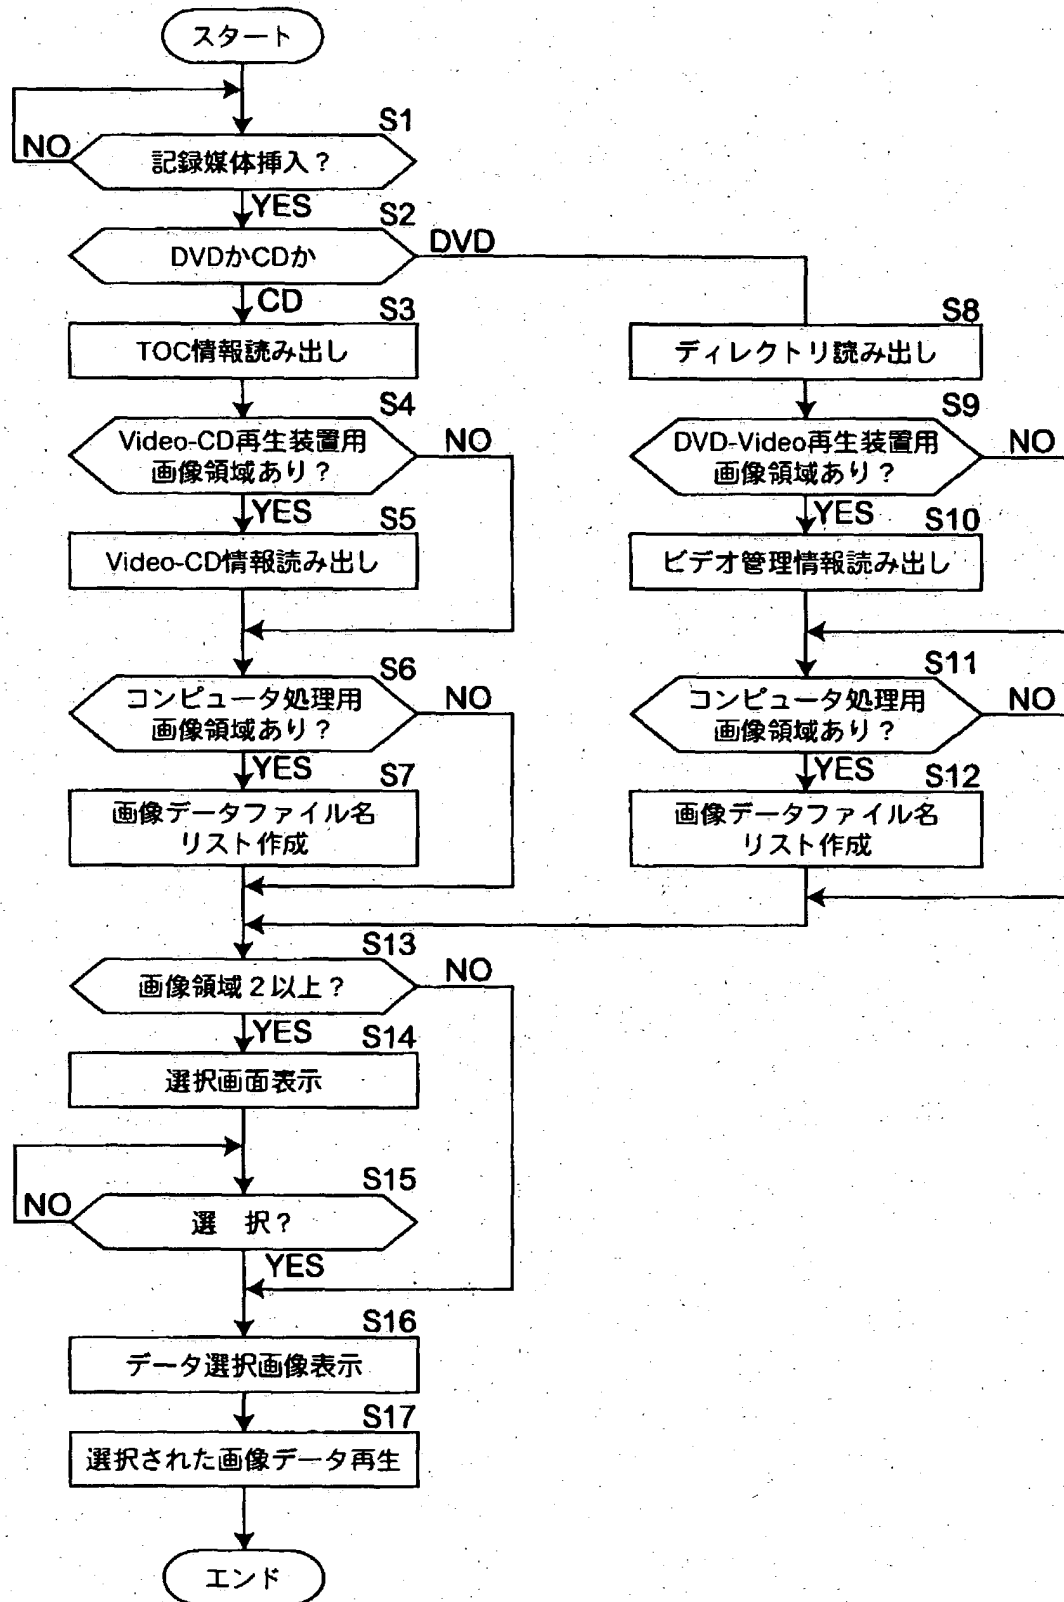 スタート
S1
NO
記録媒体挿入？
YES
S2
DVDかCDか
DVD
CD
S3
TOC情報読み出し
S4
Video-CD再生装置用
画像領域あり？
NO
YES
S5
Video-CD情報読み出し
S6
コンピュータ処理用
画像領域あり？
NO
YES
S7
画像データファイル名
リスト作成
S8
ディレクトリ読み出し
S9
DVD-Video再生装置用
画像領域あり？
NO
YES
S10
ビデオ管理情報読み出し
S11
コンピュータ処理用
画像領域あり？
NO
YES
S12
画像データファイル名
リスト作成
S13
画像領域２以上？
NO
YES
S14
選択画面表示
S15
NO
選　択？
YES
S16
データ選択画像表示
S17
選択された画像データ再生
エンド